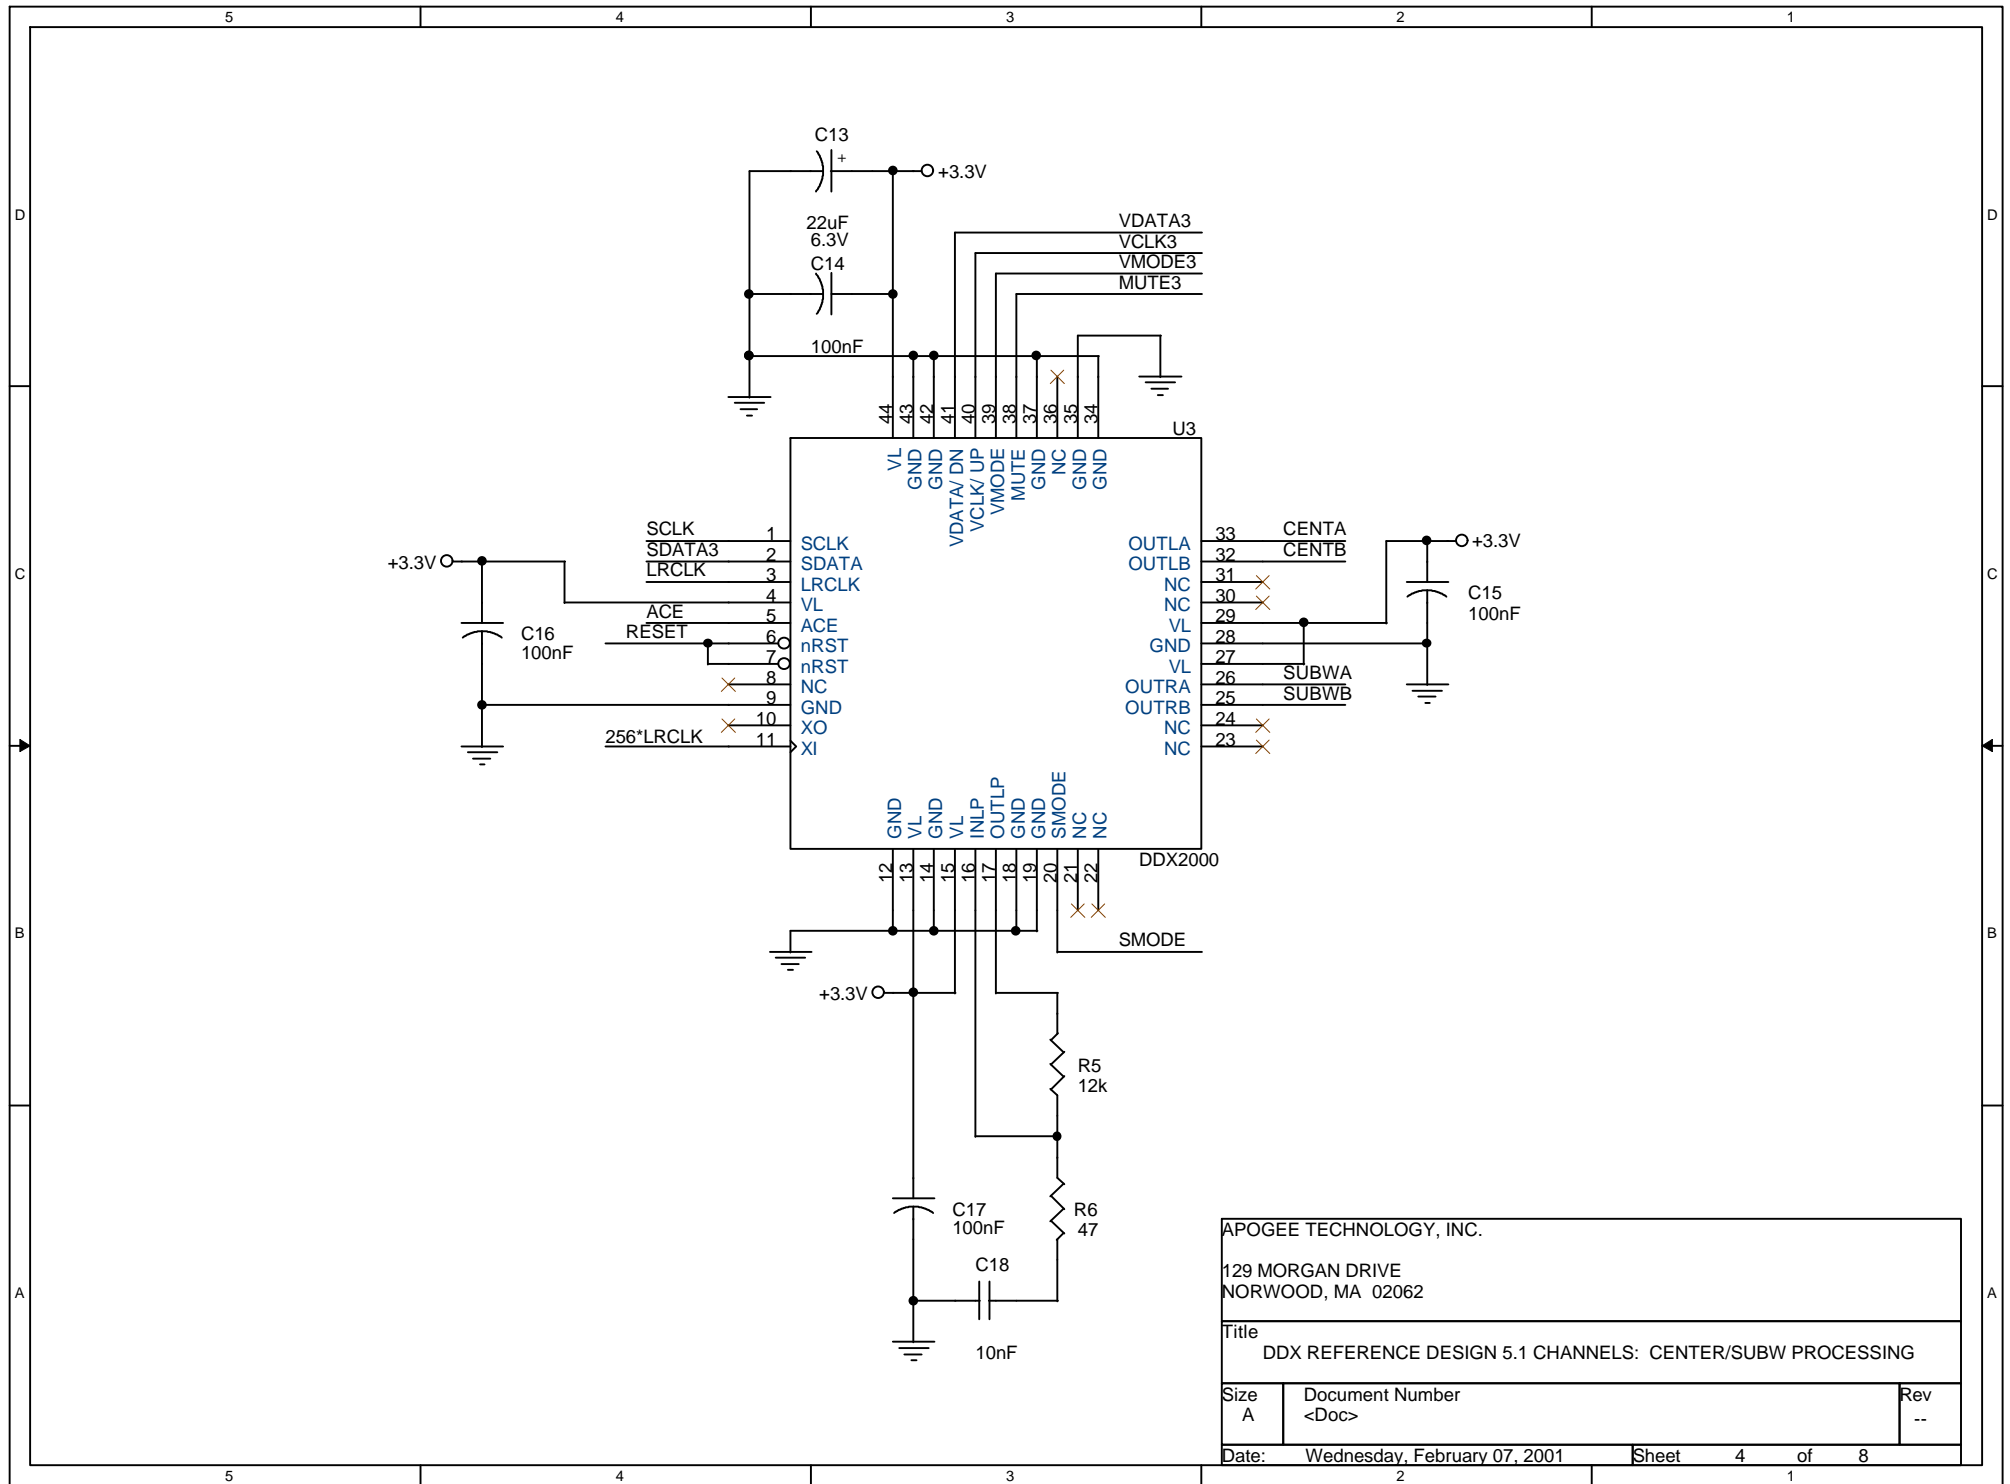 5 4 3 2 1
D D
C C
B B
A A
C13
+
+3.3V
22uF
6.3V
C14
100nF
VDATA3
VCLK3
VMODE3
MUTE3
44 43 42 41 40 39 38 37 36 35 34
U3
VL GND GND VDATA/ DN VCLK/ UP VMODE MUTE GND NC GND GND
SCLK 1 SCLK
SDATA3 2 SDATA
LRCLK 3 LRCLK
+3.3V
4 VL
ACE 5 ACE
RESET 6 nRST
7 nRST
8 NC
9 GND
10 XO
256*LRCLK 11 XI
C16
100nF
OUTLA 33 CENTA
OUTLB 32 CENTB
NC 31
NC 30
VL 29
GND 28
VL 27
OUTRA 26 SUBWA
OUTRB 25 SUBWB
NC 24
NC 23
+3.3V
C15
100nF
GND VL GND VL INLP OUTLP GND GND SMODE NC NC
12 13 14 15 16 17 18 19 20 21 22
DDX2000
SMODE
+3.3V
R5
12k
C17
100nF
R6
47
C18
10nF
APOGEE TECHNOLOGY, INC.
129 MORGAN DRIVE
NORWOOD, MA 02062
Title
DDX REFERENCE DESIGN 5.1 CHANNELS: CENTER/SUBW PROCESSING
Size Document Number Rev
A <Doc> --
Date: Wednesday, February 07, 2001 Sheet 4 of 8
5 4 3 2 1